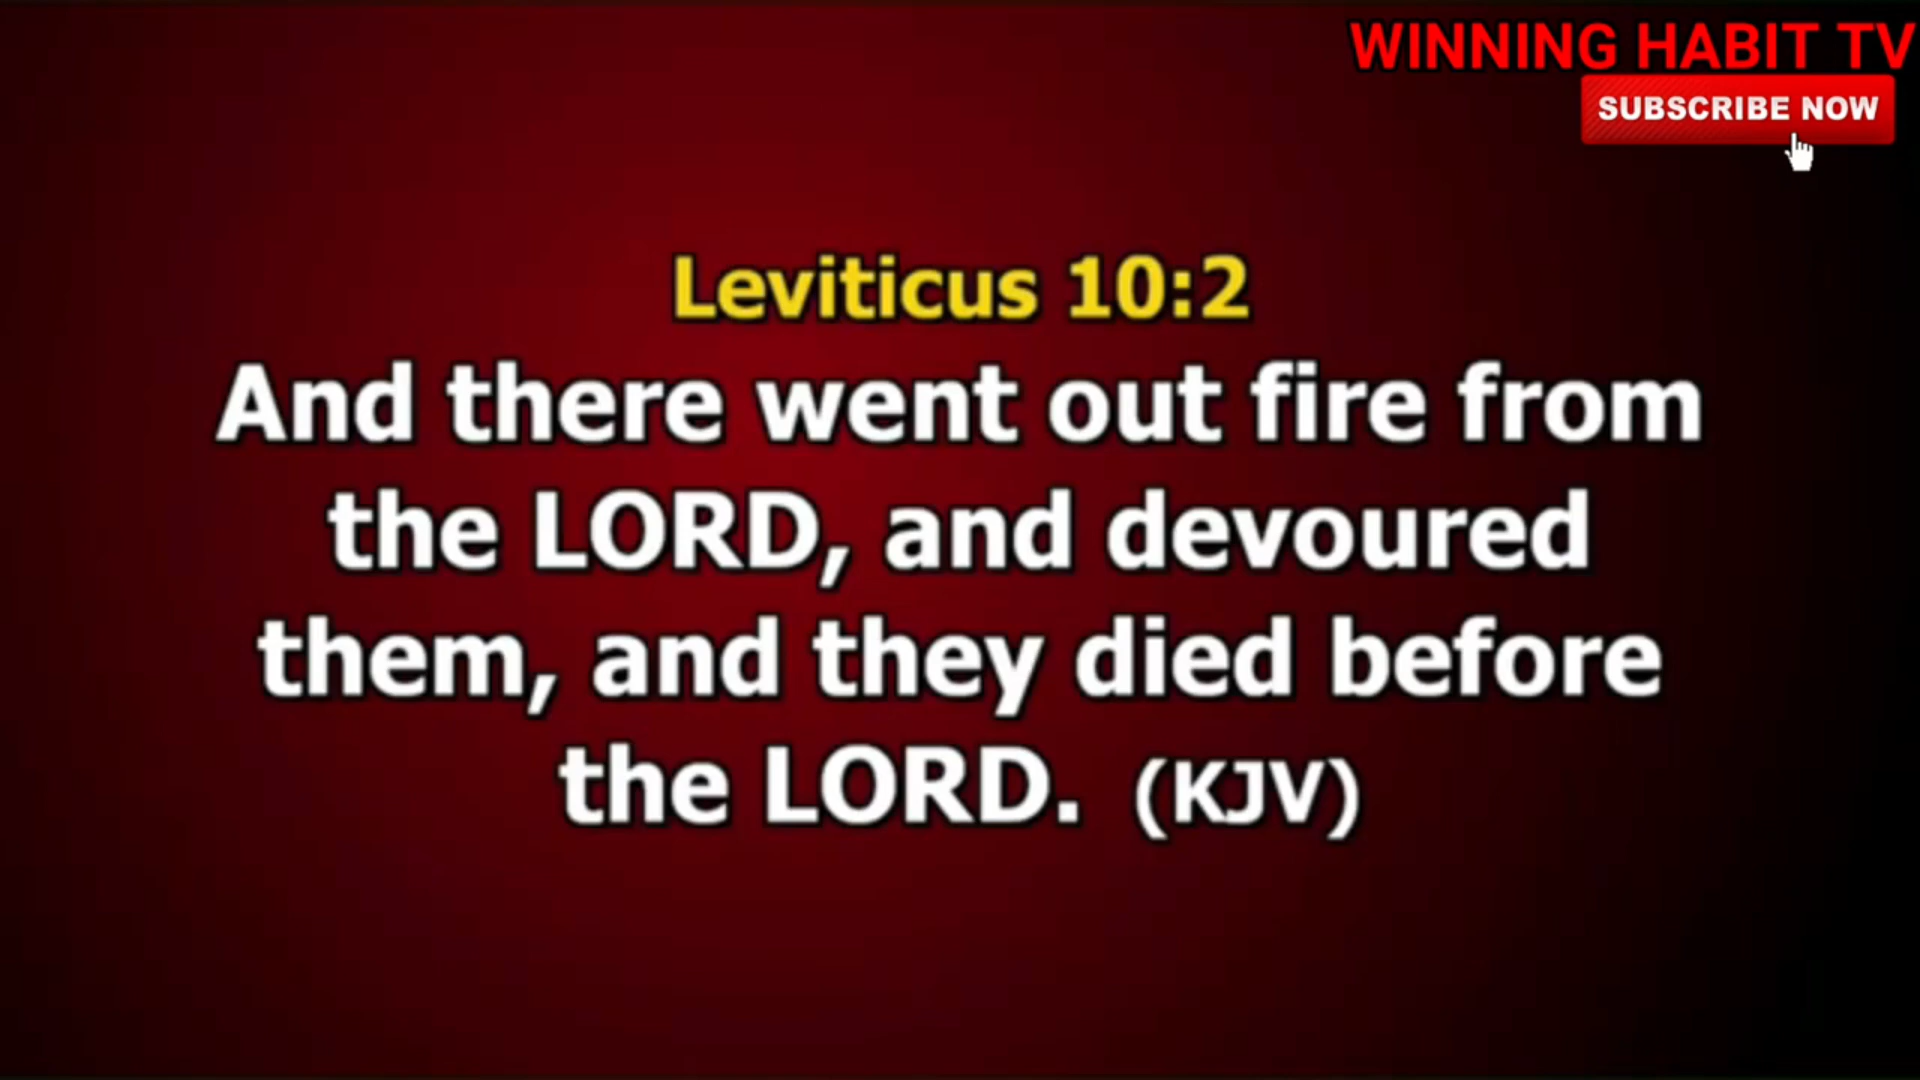 WINNING HABIT TV
SUBSCRIBE NOW
Leviticus 10:2
And there went out fire from
the LORD, and devoured
them, and they died before
the LORD. (KJV)